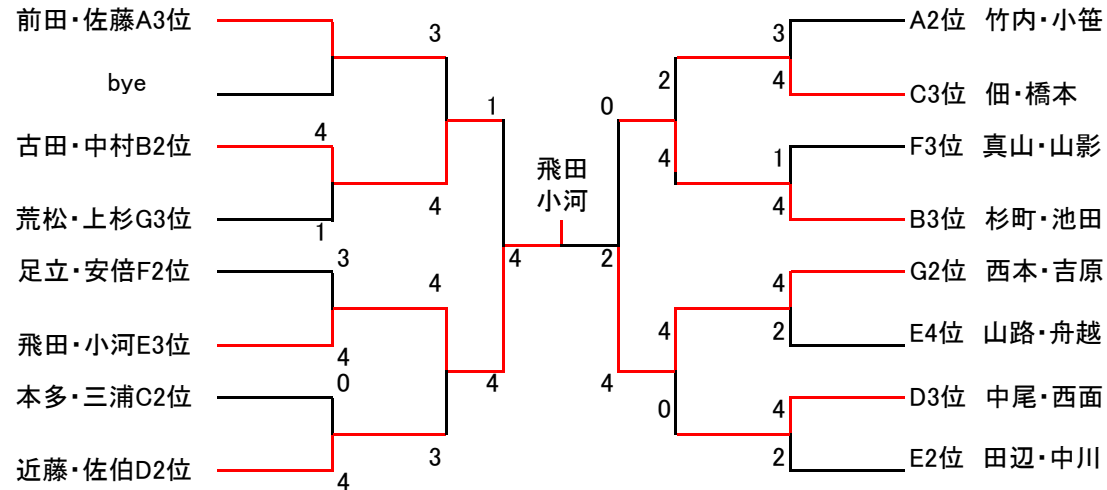 前田・佐藤A3位
bye
古田・中村B2位
荒松・上杉G3位
足立・安倍F2位
飛田・小河E3位
本多・三浦C2位
近藤・佐伯D2位
3
4
1
4
3
4
0
4
4
3
1
4
4
飛田
小河
2
0
4
2
4
4
0
3
4
1
4
4
2
4
2
A2位 竹内・小笹
C3位 佃・橋本
F3位 真山・山影
B3位 杉町・池田
G2位 西本・吉原
E4位 山路・舟越
D3位 中尾・西面
E2位 田辺・中川